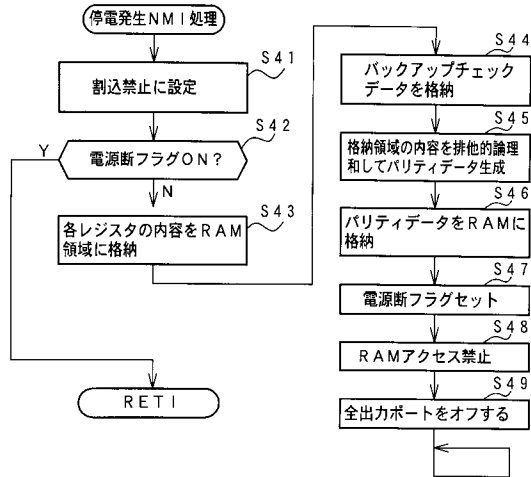 停電発生NMI処理
S41
割込禁止に設定
S42
電源断フラグON?
Y
N
S43
各レジスタの内容をRAM
領域に格納
RETI
S44
バックアップチェック
データを格納
S45
格納領域の内容を排他的論理
和してパリティデータ生成
S46
パリティデータをRAMに
格納
S47
電源断フラグセット
S48
RAMアクセス禁止
S49
全出力ポートをオフする